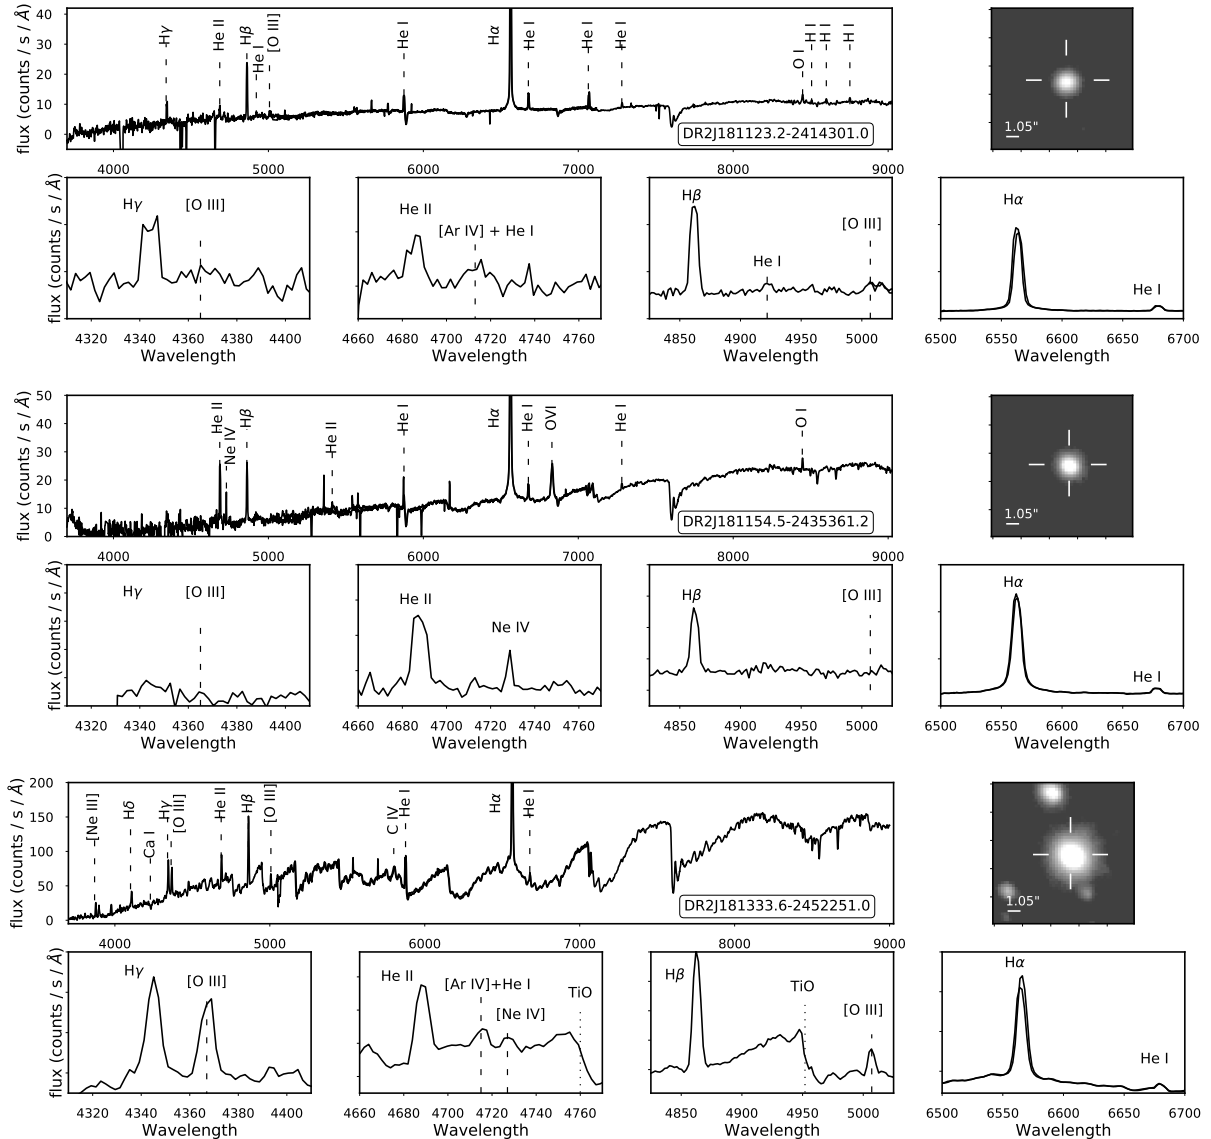 flux (counts / s / Å)
40
30
20
10
0
Hγ
He II
Hβ
He I
[O III]
He I
Hα
He I
He I
He I
O I
H I
H I
H I
DR2J181123.2-2414301.0
1.05"
4000
5000
6000
7000
8000
9000
flux (counts / s / Å)
Hγ
[O III]
4320
4340
4360
4380
4400
Wavelength
He II
[Ar IV] + He I
4660
4680
4700
4720
4740
4760
Wavelength
Hβ
He I
[O III]
4850
4900
4950
5000
Wavelength
Hα
He I
6500
6550
6600
6650
6700
Wavelength
flux (counts / s / Å)
50
40
30
20
10
0
He II
Ne IV
Hβ
He II
He I
Hα
He I
OVI
He I
O I
DR2J181154.5-2435361.2
1.05"
4000
5000
6000
7000
8000
9000
flux (counts / s / Å)
Hγ
[O III]
4320
4340
4360
4380
4400
Wavelength
He II
Ne IV
4660
4680
4700
4720
4740
4760
Wavelength
Hβ
[O III]
4850
4900
4950
5000
Wavelength
Hα
He I
6500
6550
6600
6650
6700
Wavelength
flux (counts / s / Å)
200
150
100
50
0
[Ne III]
Hδ
Ca I
Hγ
[O III]
He II
Hβ
[O III]
C IV
He I
Hα
He I
DR2J181333.6-2452251.0
1.05"
4000
5000
6000
7000
8000
9000
flux (counts / s / Å)
Hγ
[O III]
4320
4340
4360
4380
4400
Wavelength
He II
[Ar IV]+He I
[Ne IV]
TiO
4660
4680
4700
4720
4740
4760
Wavelength
Hβ
TiO
[O III]
4850
4900
4950
5000
Wavelength
Hα
He I
6500
6550
6600
6650
6700
Wavelength